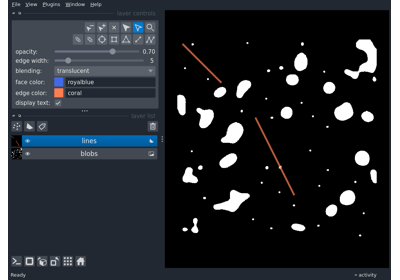 File View Plugins Window Help
layer controls
opacity: 0.70
edge width: 5
blending: translucent
face color: royalblue
edge color: coral
display text:
layer list
lines
blobs
Ready
activity